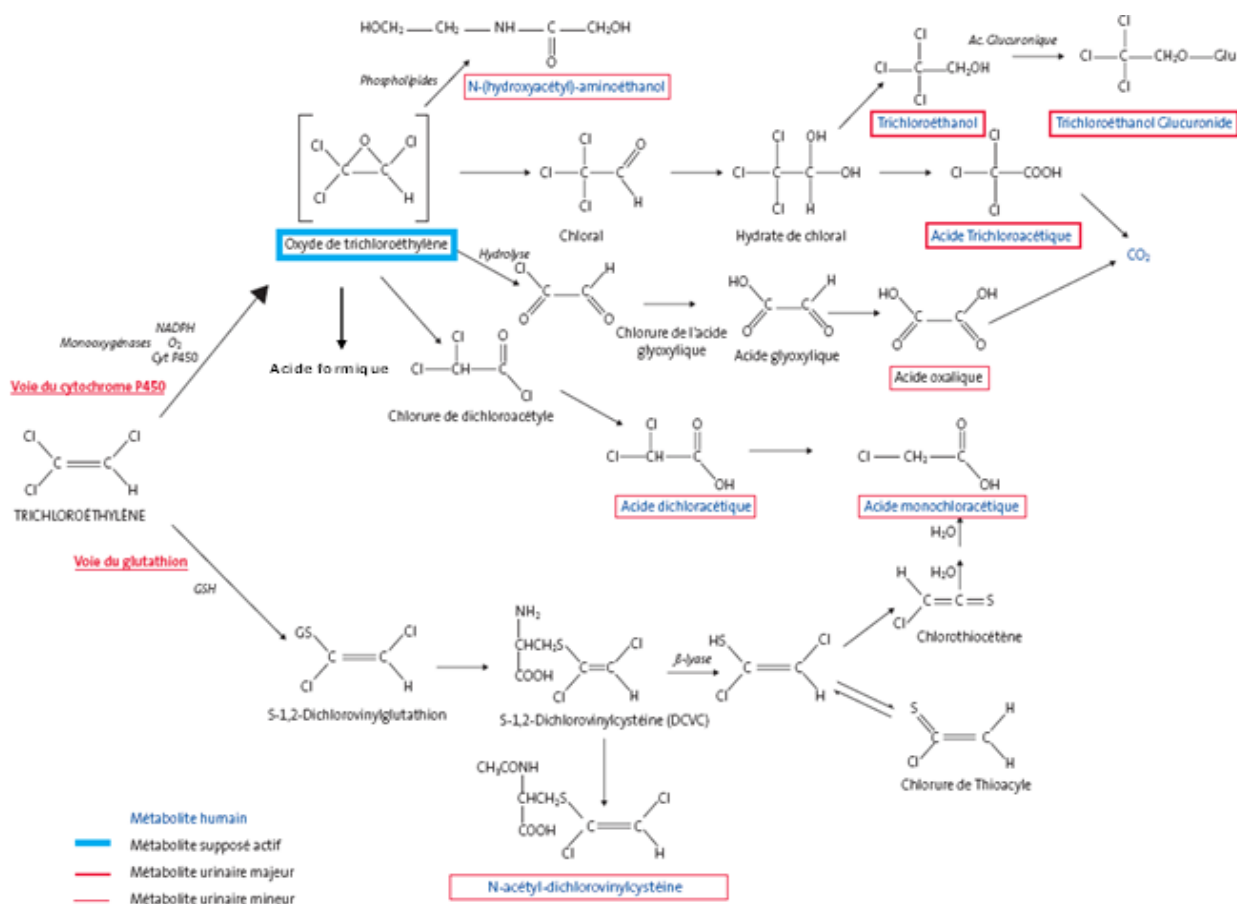 HOCH₂ — CH₂ — NH — C — CH₂OH
O
Phospholipides
N-(hydroxyacétyl)-aminoéthanol
Cl
Cl
Cl
C
CH₂OH
Trichloroéthanol
Ac. Glucuronique
Cl
Cl
Cl
C
CH₂O—Glu
Trichloroéthanol Glucuronide
Cl
O
Cl
C
C
Cl
H
Oxyde de trichloroéthylène
Cl
O
Cl
C
C
Cl
H
Chloral
Cl
OH
Cl
C
C
OH
Cl
H
Hydrate de chloral
Cl
Cl
C
COOH
Cl
Acide Trichloroacétique
CO₂
Hydrolyse
Cl
H
C
C
O
O
Chlorure de l'acide
glyoxylique
HO
H
C
C
O
O
Acide glyoxylique
HO
OH
C
C
O
O
Acide oxalique
Monooxygénases
NADPH
O₂
Cyt P450
Voie du cytochrome P450
Acide formique
Cl
O
Cl
CH
C
Cl
Chlorure de dichloroacétyle
Cl
O
Cl
CH
C
OH
Acide dichloracétique
O
Cl — CH₂
C
OH
Acide monochloracétique
Cl
Cl
C
C
Cl
H
TRICHLOROÉTHYLÈNE
Voie du glutathion
GSH
GS
Cl
C
C
Cl
H
S-1,2-Dichlorovinylglutathion
NH₂
CHCH₂S
COOH
Cl
C
C
Cl
H
S-1,2-Dichlorovinylcystéine (DCVC)
β-lyase
HS
Cl
C
C
Cl
H
H₂O
H₂O
H
C
C
S
Cl
Chlorothiocétène
S
H
C
C
Cl
H
Chlorure de Thioacyle
CH₃CONH
CHCH₂S
COOH
Cl
C
C
Cl
H
N-acétyl-dichlorovinylcystéine
Métabolite humain
Métabolite supposé actif
Métabolite urinaire majeur
Métabolite urinaire mineur